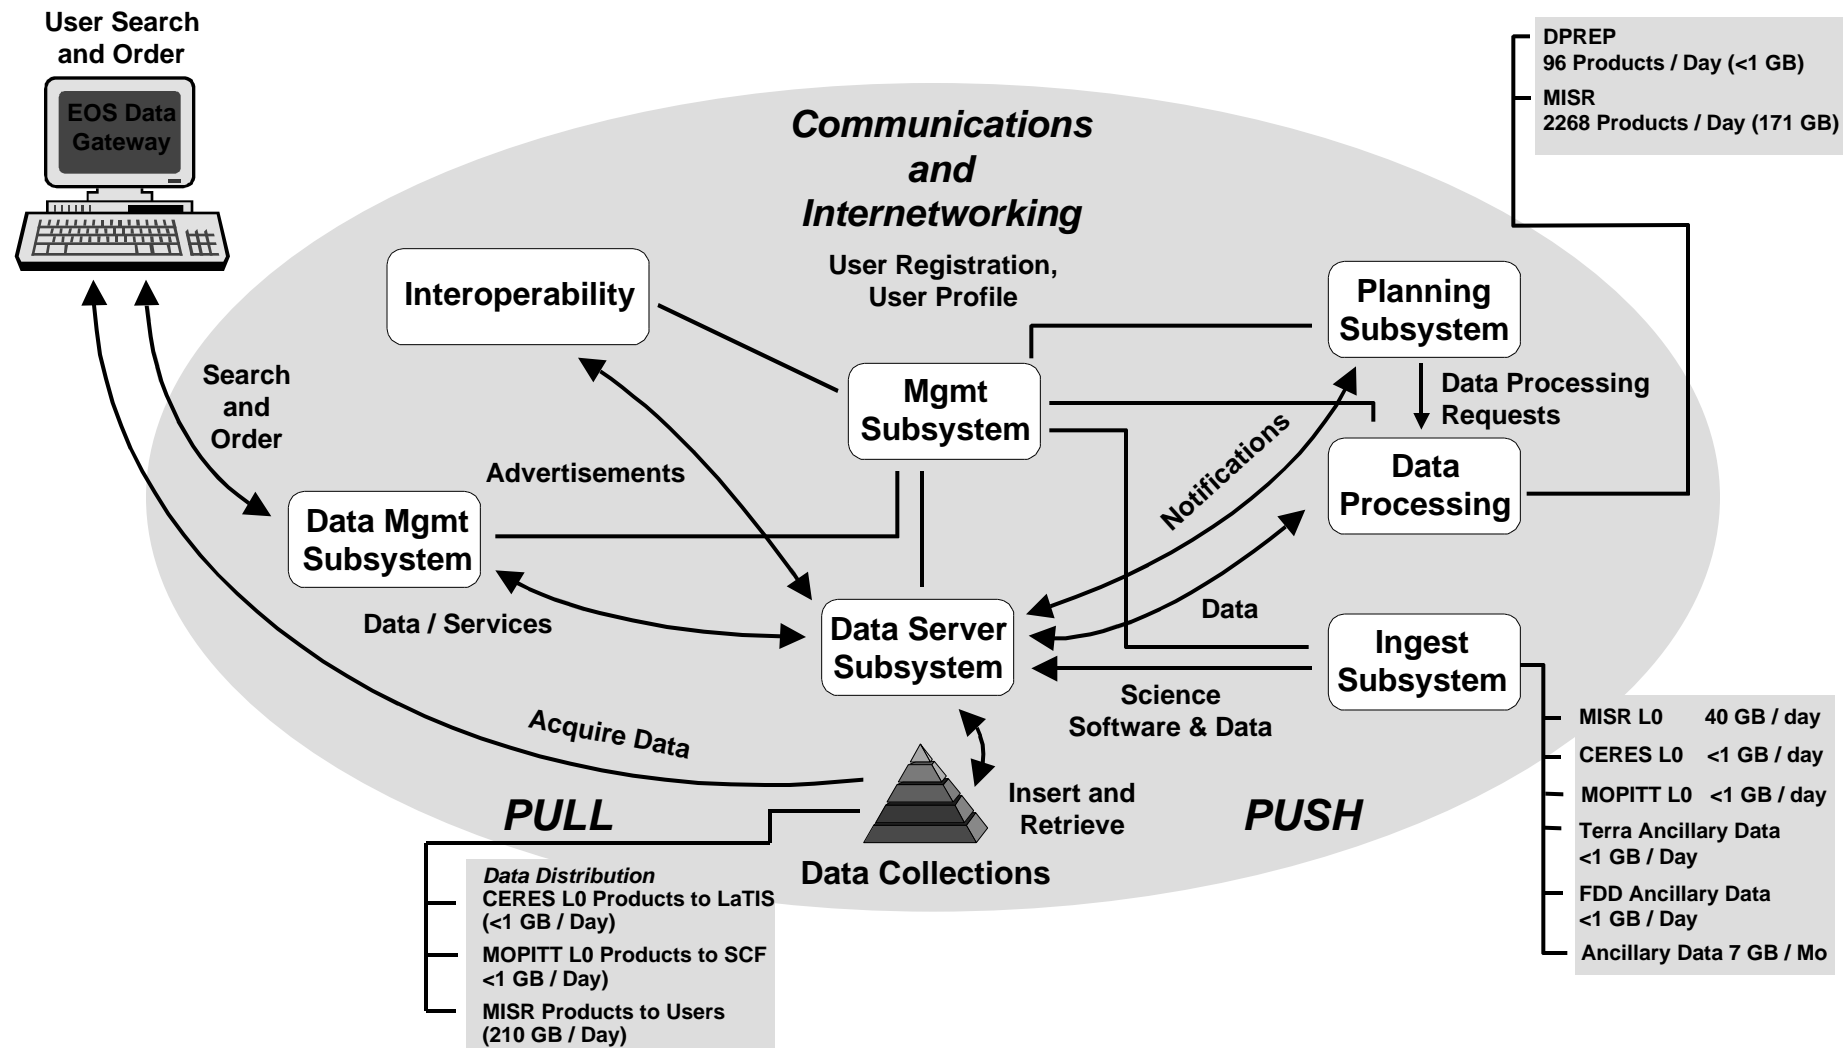 User Search
and Order
EOS Data
Gateway
DPREP
96 Products / Day (<1 GB)
MISR
2268 Products / Day (171 GB)
Communications
and
Internetworking
User Registration,
User Profile
Interoperability
Planning
Subsystem
Search
and
Order
Mgmt
Subsystem
Data Processing
Requests
Advertisements
Notifications
Data
Processing
Data Mgmt
Subsystem
Data / Services
Data Server
Subsystem
Data
Ingest
Subsystem
Science
Software & Data
Acquire Data
Insert and
Retrieve
PULL
PUSH
Data Collections
MISR L0 40 GB / day
CERES L0 <1 GB / day
MOPITT L0 <1 GB / day
Terra Ancillary Data
<1 GB / Day
FDD Ancillary Data
<1 GB / Day
Ancillary Data 7 GB / Mo
Data Distribution
CERES L0 Products to LaTIS
(<1 GB / Day)
MOPITT L0 Products to SCF
<1 GB / Day)
MISR Products to Users
(210 GB / Day)